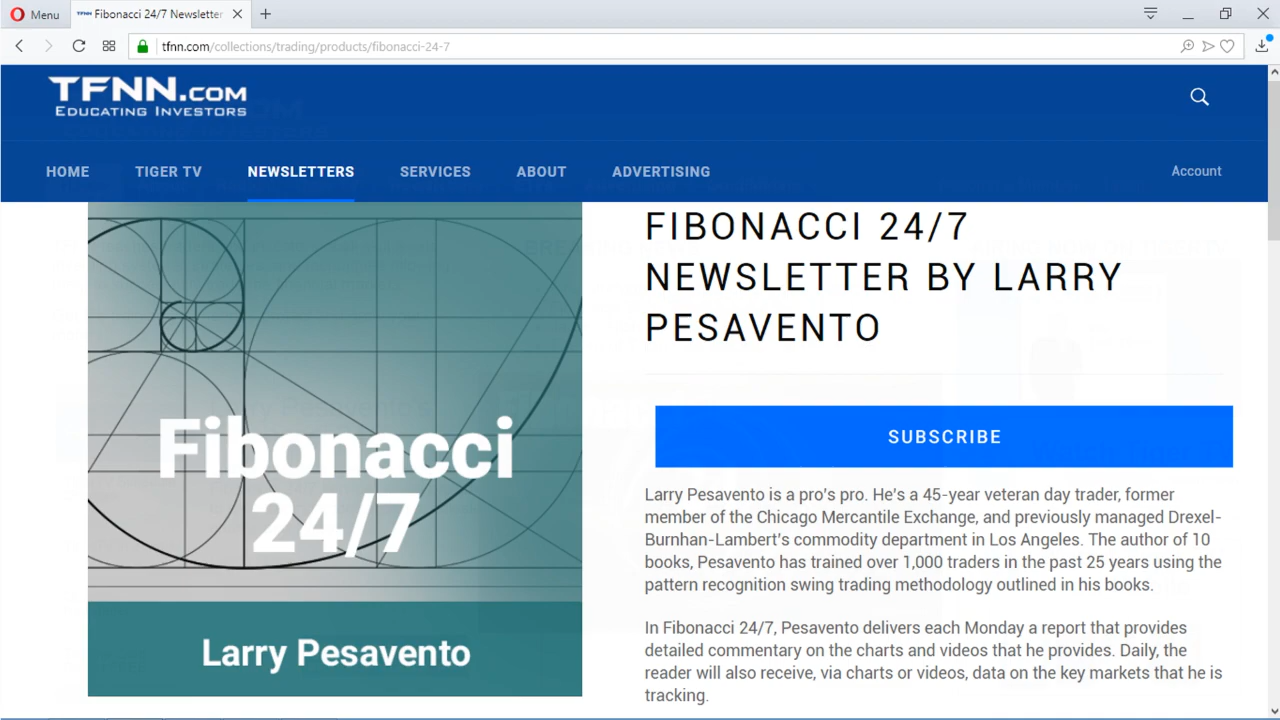 Menu
Fibonacci 24/7 Newsletter
tfnn.com/collections/trading/products/fibonacci-24-7
TFNN.COM
EDUCATING INVESTORS
HOME TIGER TV NEWSLETTERS SERVICES ABOUT ADVERTISING Account
Fibonacci
24/7
Larry Pesavento
FIBONACCI 24/7
NEWSLETTER BY LARRY
PESAVENTO
SUBSCRIBE
Larry Pesavento is a pro's pro. He's a 45-year veteran day trader, former
member of the Chicago Mercantile Exchange, and previously managed Drexel-
Burnhan-Lambert's commodity department in Los Angeles. The author of 10
books, Pesavento has trained over 1,000 traders in the past 25 years using the
pattern recognition swing trading methodology outlined in his books.
In Fibonacci 24/7, Pesavento delivers each Monday a report that provides
detailed commentary on the charts and videos that he provides. Daily, the
reader will also receive, via charts or videos, data on the key markets that he is
tracking.